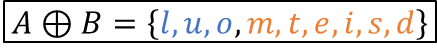 A ⊕ B = {l, u, o, m, t, e, i, s, d}